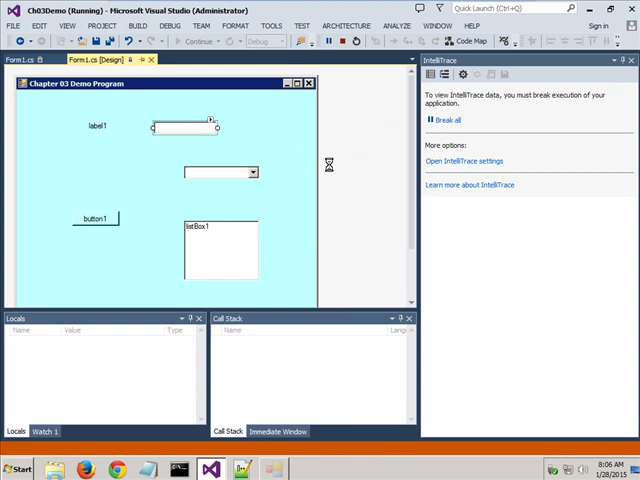 Ch03Demo (Running) - Microsoft Visual Studio (Administrator)
Quick Launch (Ctrl+Q)
FILE EDIT VIEW PROJECT BUILD DEBUG TEAM FORMAT TOOLS TEST ARCHITECTURE ANALYZE WINDOW HELP Sign in
Continue Debug Code Map
Form1.cs Form1.cs [Design]
Chapter 03 Demo Program
label1
button1
listBox1
IntelliTrace
To view IntelliTrace data, you must break execution of your
application.
Break all
More options:
Open IntelliTrace settings
Learn more about IntelliTrace
Locals
Name Value Type
Locals Watch 1
Call Stack
Name Lang
Call Stack Immediate Window
Start
8:06 AM
1/28/2015